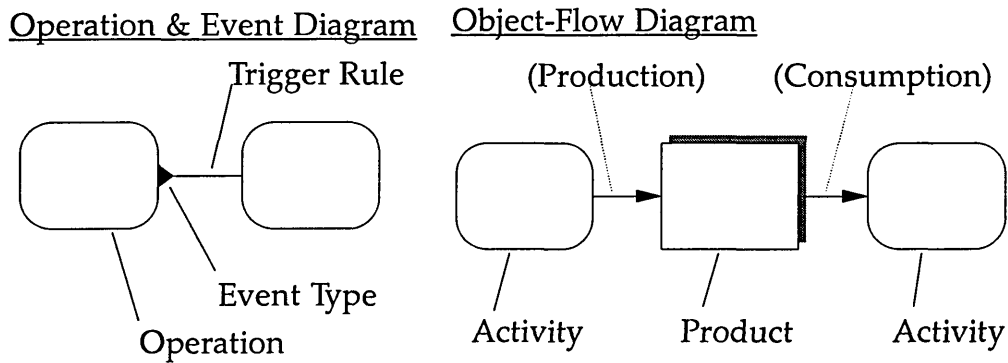 Operation & Event Diagram
Trigger Rule
Event Type
Operation
Object-Flow Diagram
(Production)
(Consumption)
Activity
Product
Activity